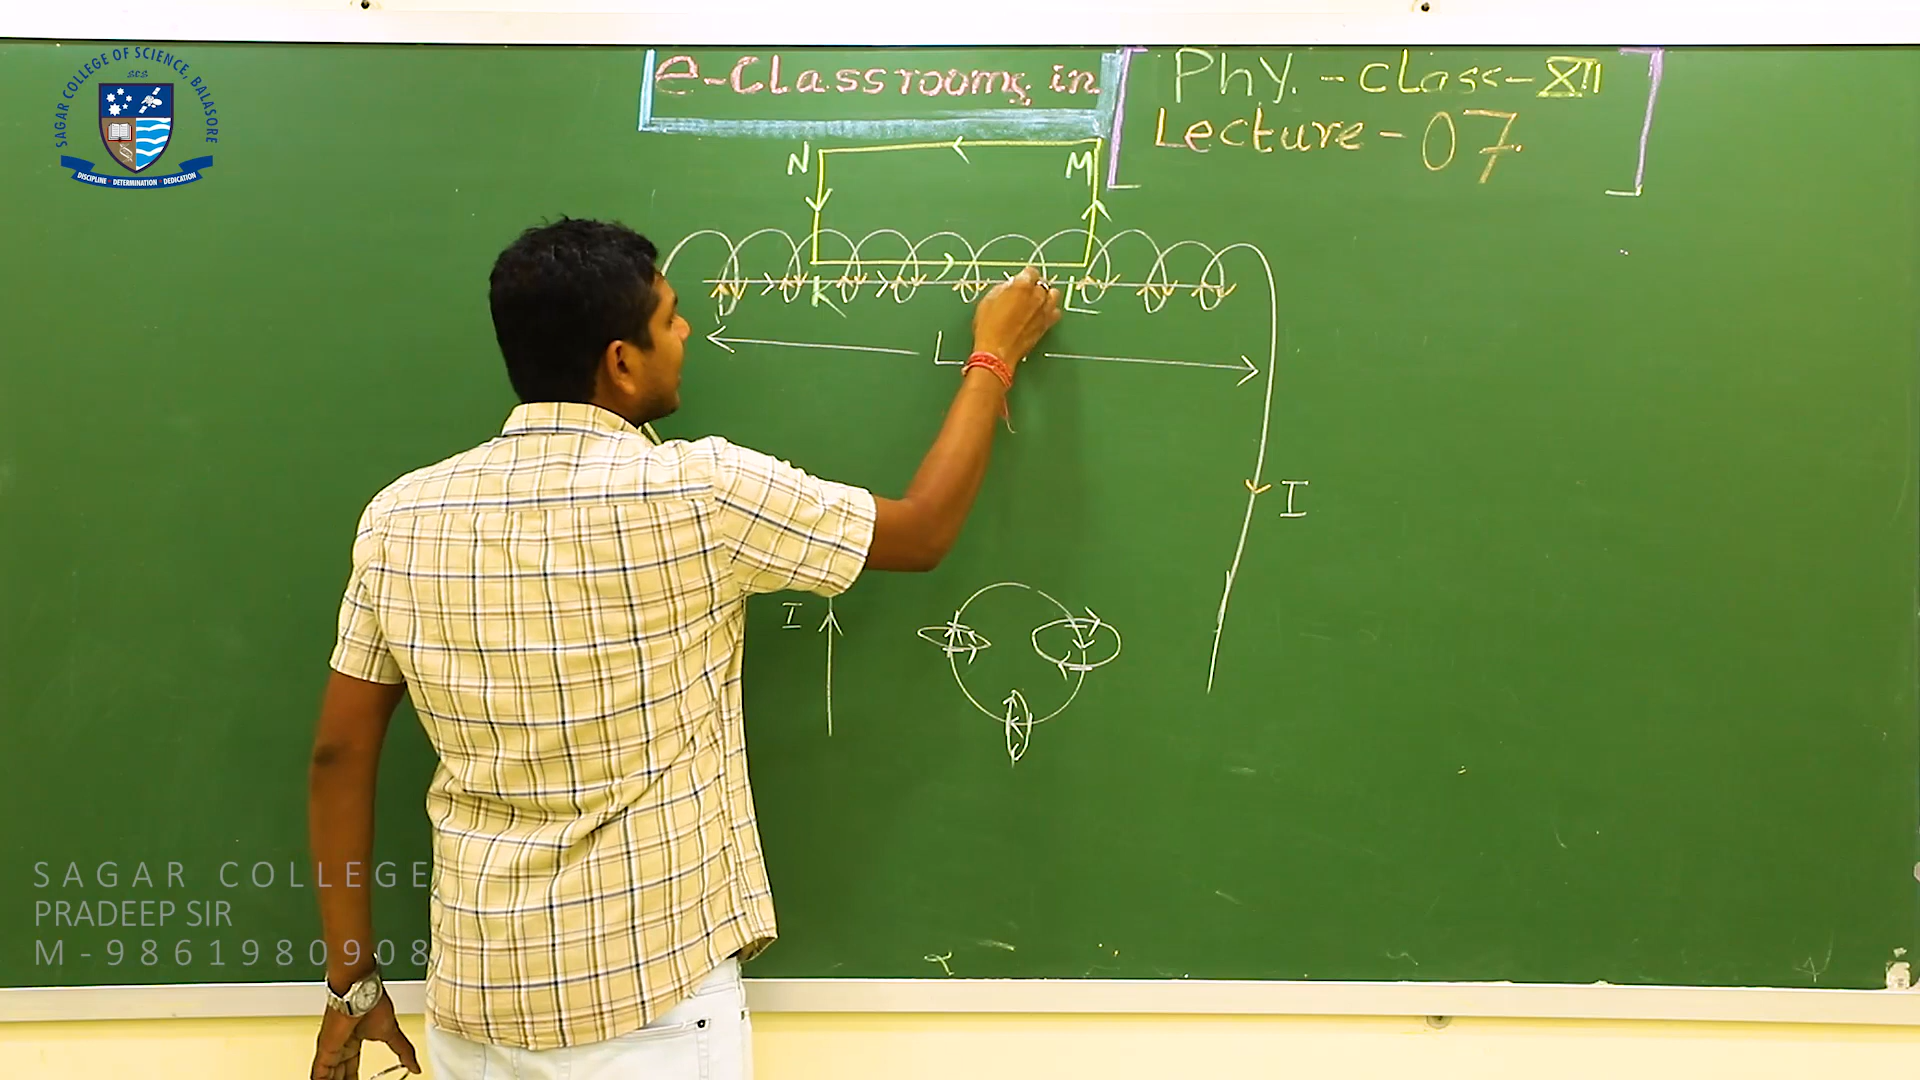 SAGAR COLLEGE OF SCIENCE, BALASORE
SCS
DISCIPLINE - DETERMINATION - DEDICATION
e-Classrooms in
Phy. - Class - XII
Lecture - 07
N
M
K
L
L
I
I
SAGAR COLLEGE
PRADEEP SIR
M-9861980908